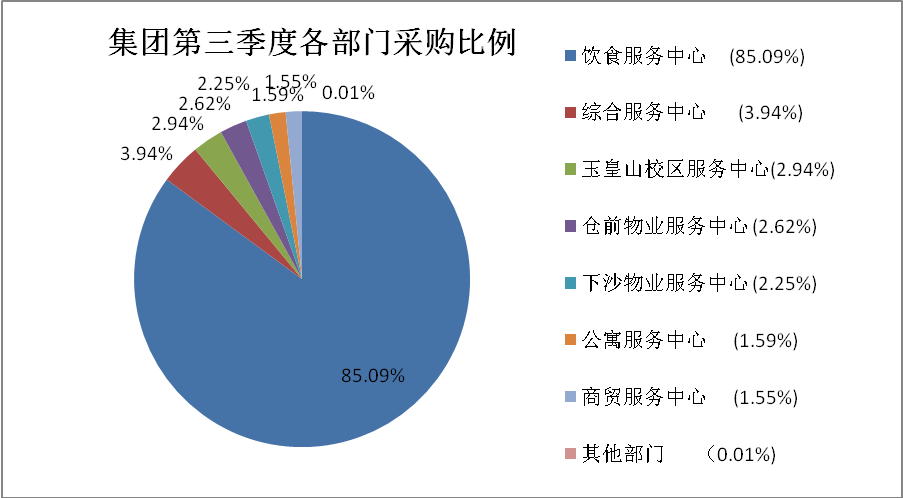 集团第三季度各部门采购比例
1.55%
2.25%
1.59%
0.01%
2.62%
2.94%
3.94%
85.09%
饮食服务中心 (85.09%)
综合服务中心 (3.94%)
玉皇山校区服务中心(2.94%)
仓前物业服务中心 (2.62%)
下沙物业服务中心 (2.25%)
公寓服务中心 (1.59%)
商贸服务中心 (1.55%)
其他部门 （0.01%)